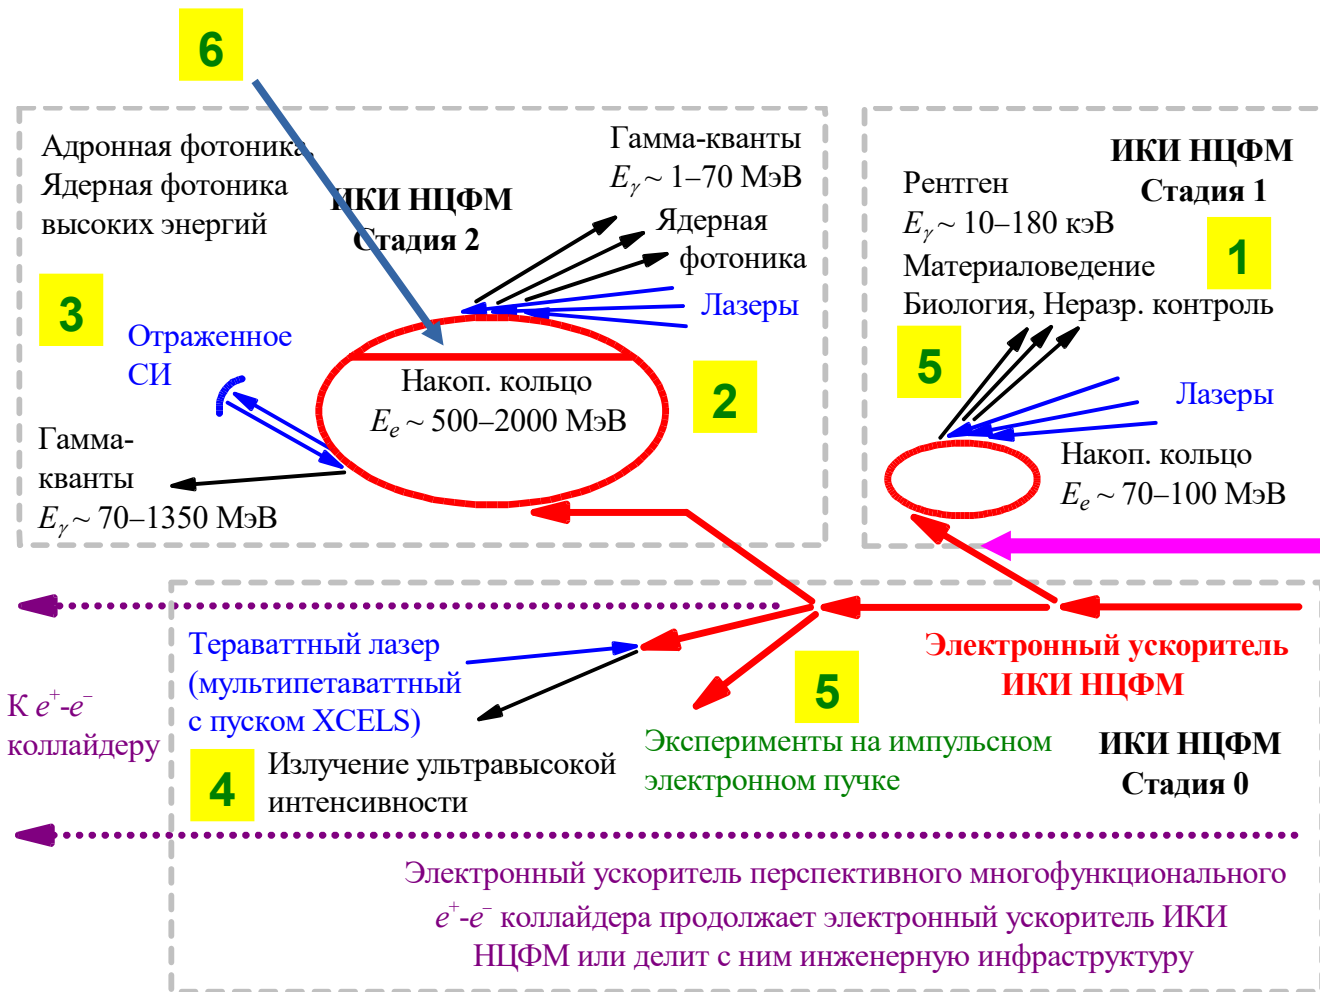 6
Адронная фотоника,
Ядерная фотоника
высоких энергий
ИКИ НЦФМ
Стадия 2
Гамма-кванты
Eγ ~ 1–70 МэВ
Ядерная
фотоника
Лазеры
3
Отраженное
СИ
Накоп. кольцо
Ee ~ 500–2000 МэВ
2
Гамма-
кванты
Eγ ~ 70–1350 МэВ
ИКИ НЦФМ
Стадия 1
Рентген
Eγ ~ 10–180 кэВ
1
Материаловедение
Биология, Неразр. контроль
5
Лазеры
Накоп. кольцо
Ee ~ 70–100 МэВ
Тераваттный лазер
(мультипетаваттный
с пуском XCELS)
Электронный ускоритель
ИКИ НЦФМ
5
К e⁺-e⁻
коллайдеру
4
Излучение ультравысокой
интенсивности
Эксперименты на импульсном
электронном пучке
ИКИ НЦФМ
Стадия 0
Электронный ускоритель перспективного многофункционального
e⁺-e⁻ коллайдера продолжает электронный ускоритель ИКИ
НЦФМ или делит с ним инженерную инфраструктуру